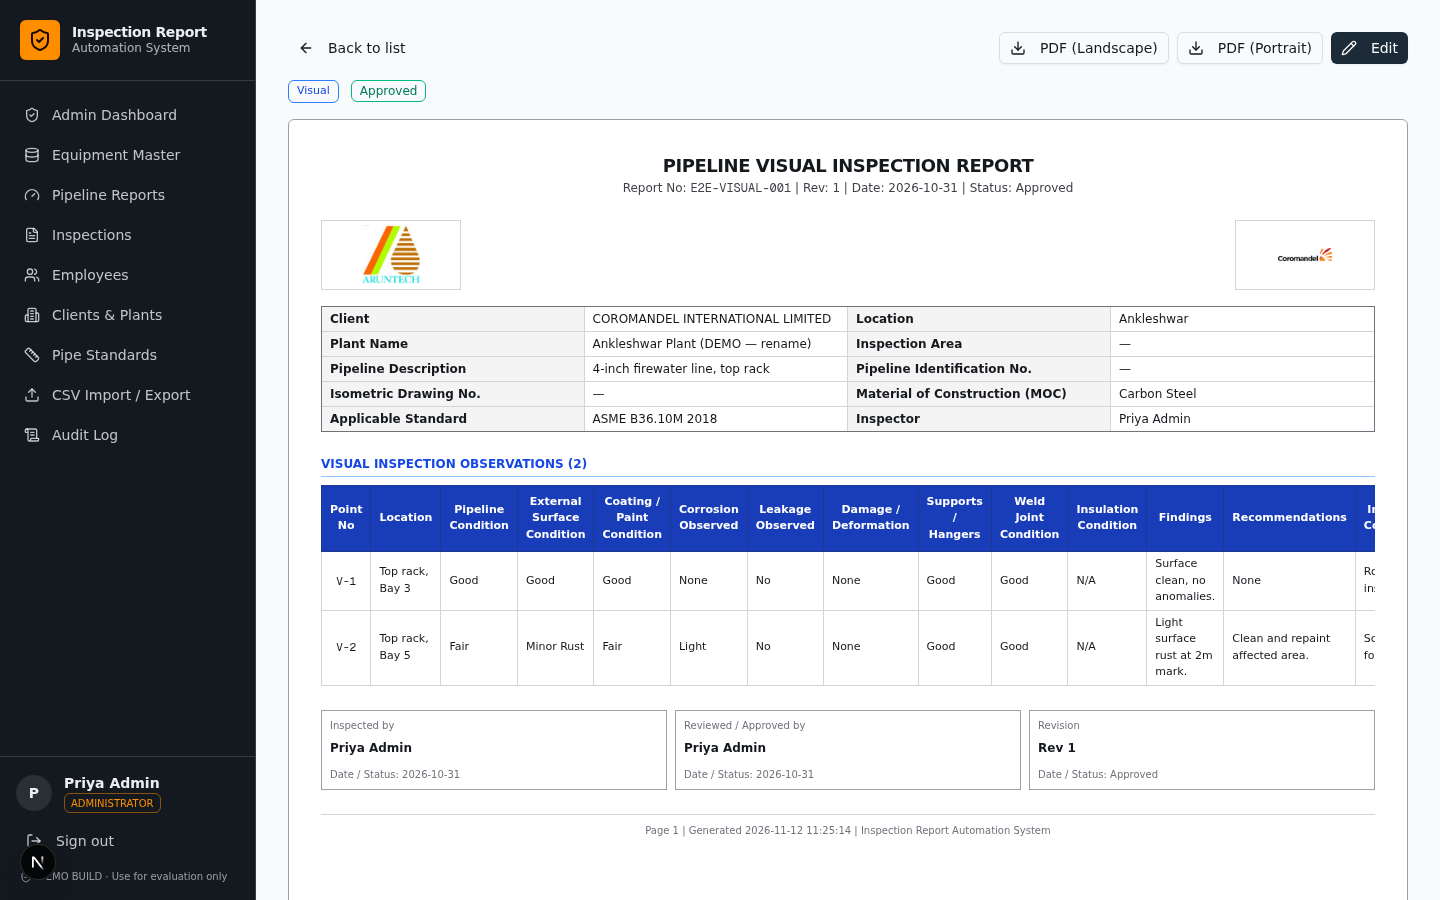 Inspection Report
Automation System
Admin Dashboard
Equipment Master
Pipeline Reports
Inspections
Employees
Clients & Plants
Pipe Standards
CSV Import / Export
Audit Log
P
Priya Admin
ADMINISTRATOR
Sign out
N
MO BUILD · Use for evaluation only
Back to list
PDF (Landscape)
PDF (Portrait)
Edit
Visual
Approved
PIPELINE VISUAL INSPECTION REPORT
Report No: E2E-VISUAL-001 | Rev: 1 | Date: 2026-10-31 | Status: Approved
ARUNTECH
Coromandel
Client COROMANDEL INTERNATIONAL LIMITED Location Ankleshwar
Plant Name Ankleshwar Plant (DEMO — rename) Inspection Area —
Pipeline Description 4-inch firewater line, top rack Pipeline Identification No. —
Isometric Drawing No. — Material of Construction (MOC) Carbon Steel
Applicable Standard ASME B36.10M 2018 Inspector Priya Admin
VISUAL INSPECTION OBSERVATIONS (2)
Point No
Location
Pipeline Condition
External Surface Condition
Coating / Paint Condition
Corrosion Observed
Leakage Observed
Damage / Deformation
Supports / Hangers
Weld Joint Condition
Insulation Condition
Findings
Recommendations
V-1
Top rack, Bay 3
Good
Good
Good
None
No
None
Good
Good
N/A
Surface clean, no anomalies.
None
V-2
Top rack, Bay 5
Fair
Minor Rust
Fair
Light
No
None
Good
Good
N/A
Light surface rust at 2m mark.
Clean and repaint affected area.
Inspected by
Priya Admin
Date / Status: 2026-10-31
Reviewed / Approved by
Priya Admin
Date / Status: 2026-10-31
Revision
Rev 1
Date / Status: Approved
Page 1 | Generated 2026-11-12 11:25:14 | Inspection Report Automation System